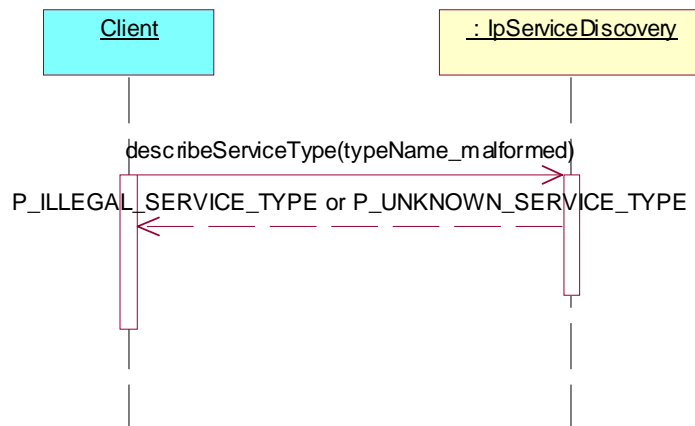 Client
: IpServiceDiscovery
describeServiceType(typeName_malformed)
P_ILLEGAL_SERVICE_TYPE or P_UNKNOWN_SERVICE_TYPE